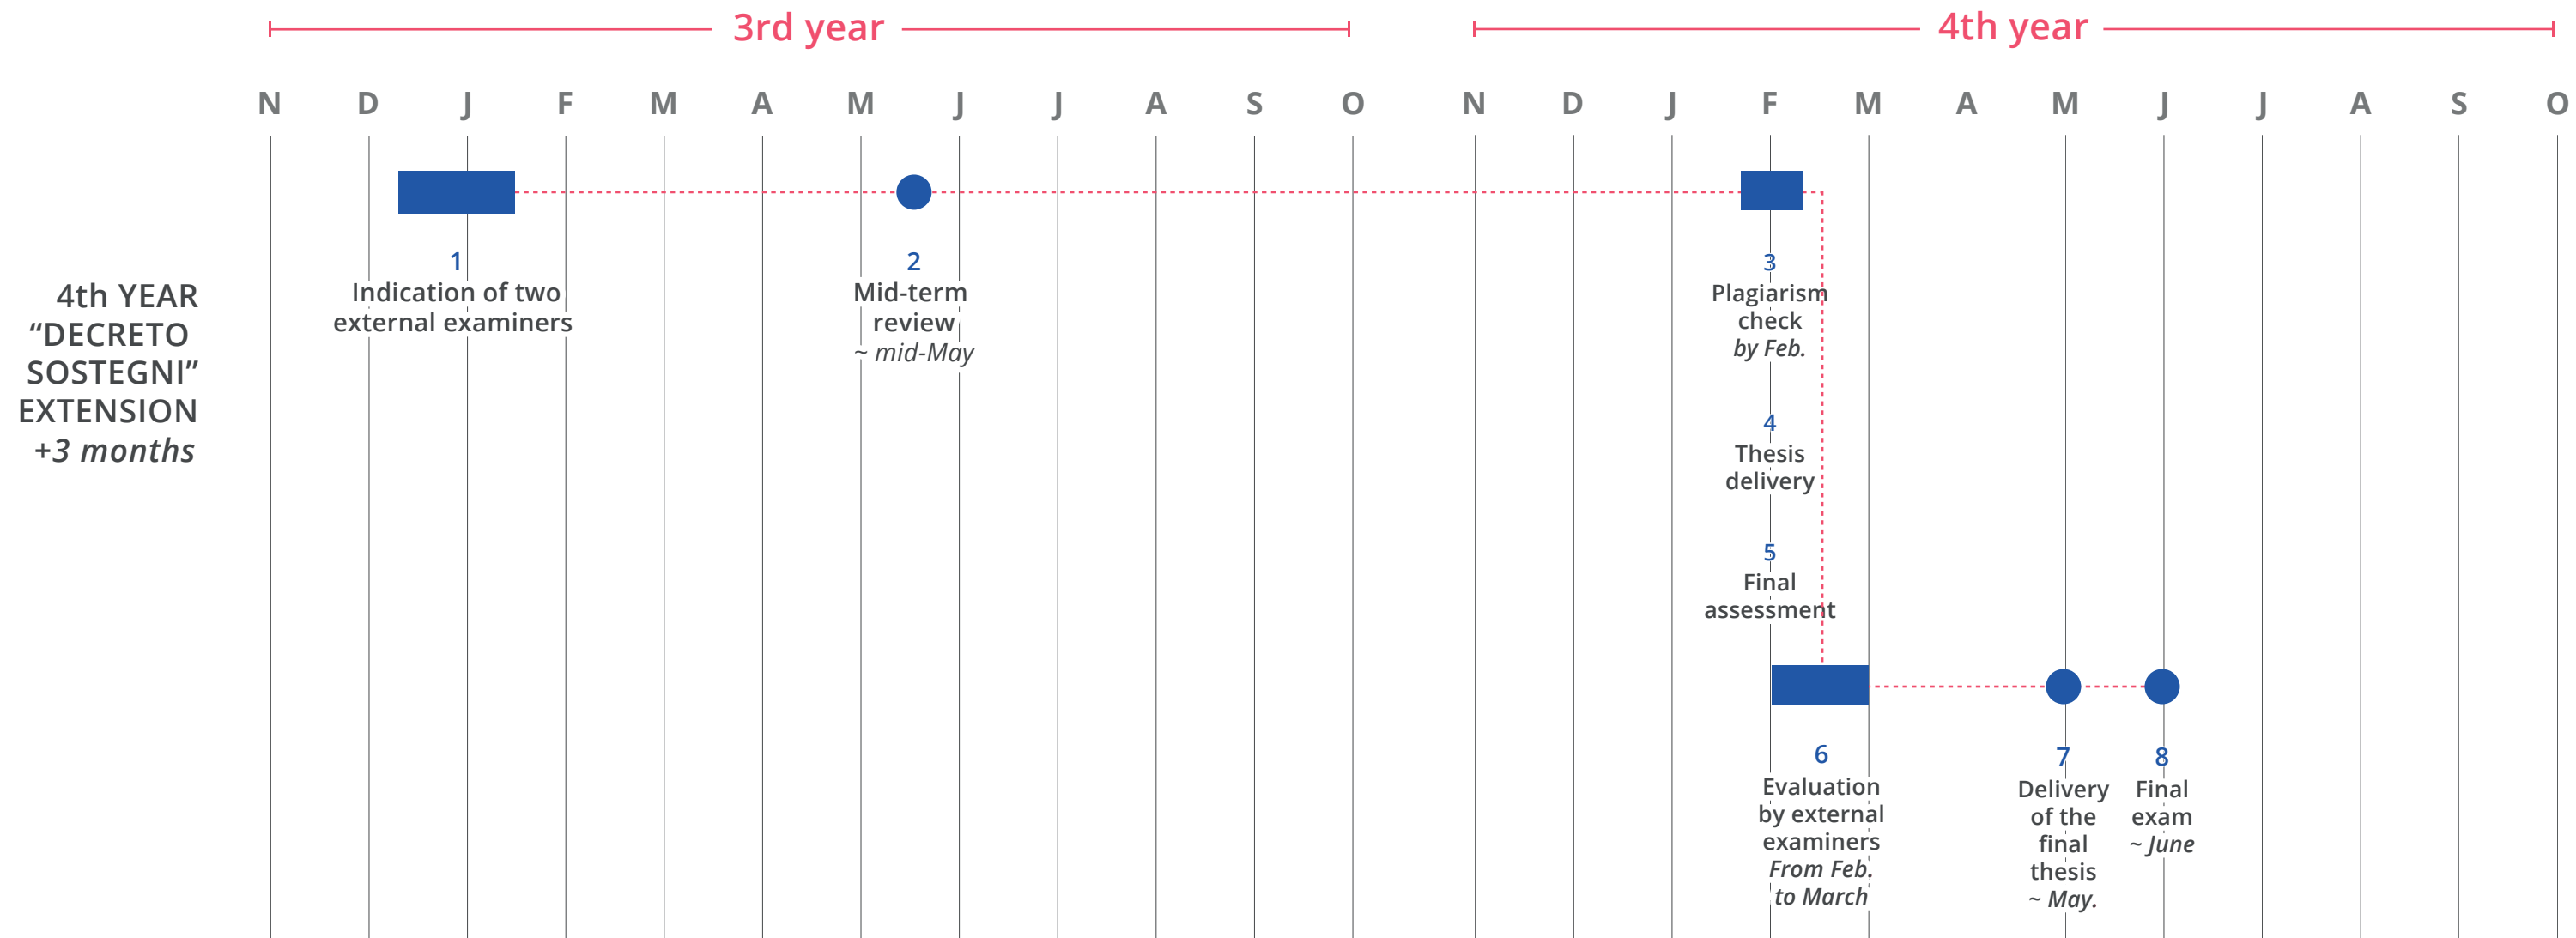 3rd year
4th year
N D J F M A M J J A S O N D J F M A M J J A S O
4th YEAR
“DECRETO
SOSTEGNI”
EXTENSION
+3 months
1
Indication of two
external examiners
2
Mid-term
review
~ mid-May
3
Plagiarism
check
by Feb.
4
Thesis
delivery
5
Final
assessment
6
Evaluation
by external
examiners
From Feb.
to March
7
Delivery
of the
final
thesis
~ May.
8
Final
exam
~ June